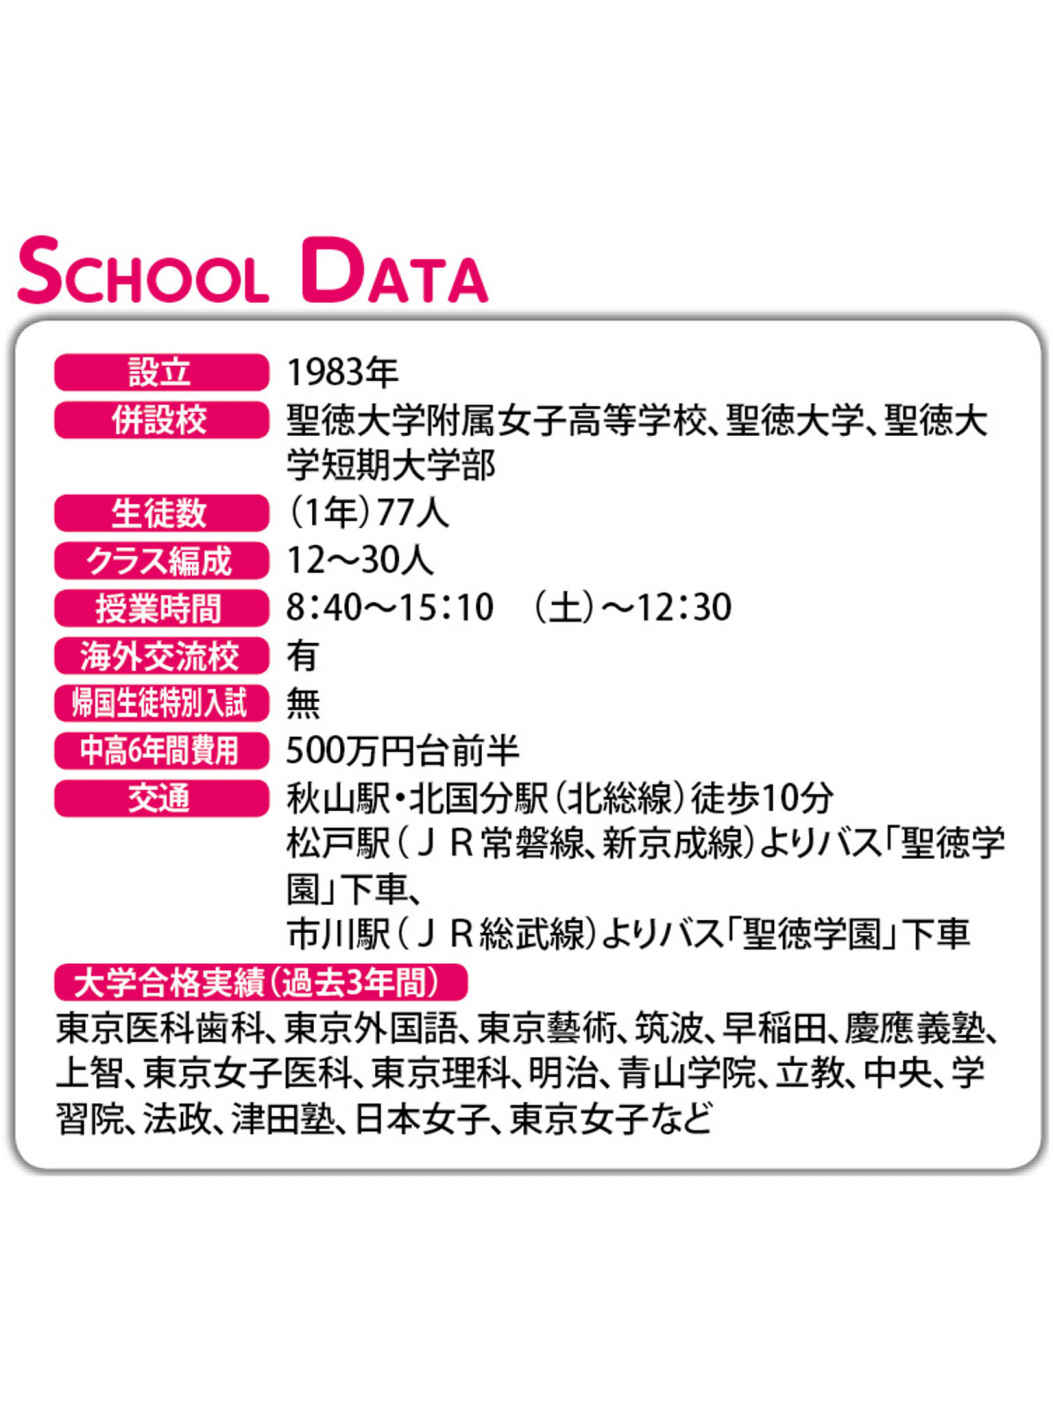 SCHOOL DATA
設立 1983年
併設校 聖徳大学附属女子高等学校、聖徳大学、聖徳大
学短期大学部
生徒数 （1年）77人
クラス編成 12〜30人
授業時間 8：40〜15：10　（土）〜12：30
海外交流校 有
帰国生徒特別入試 無
中高6年間費用 500万円台前半
交通 秋山駅・北国分駅（北総線）徒歩10分
松戸駅（ＪＲ常磐線、新京成線）よりバス「聖徳学
園」下車、
市川駅（ＪＲ総武線）よりバス「聖徳学園」下車
大学合格実績（過去3年間）
東京医科歯科、東京外国語、東京藝術、筑波、早稲田、慶應義塾、
上智、東京女子医科、東京理科、明治、青山学院、立教、中央、学
習院、法政、津田塾、日本女子、東京女子など